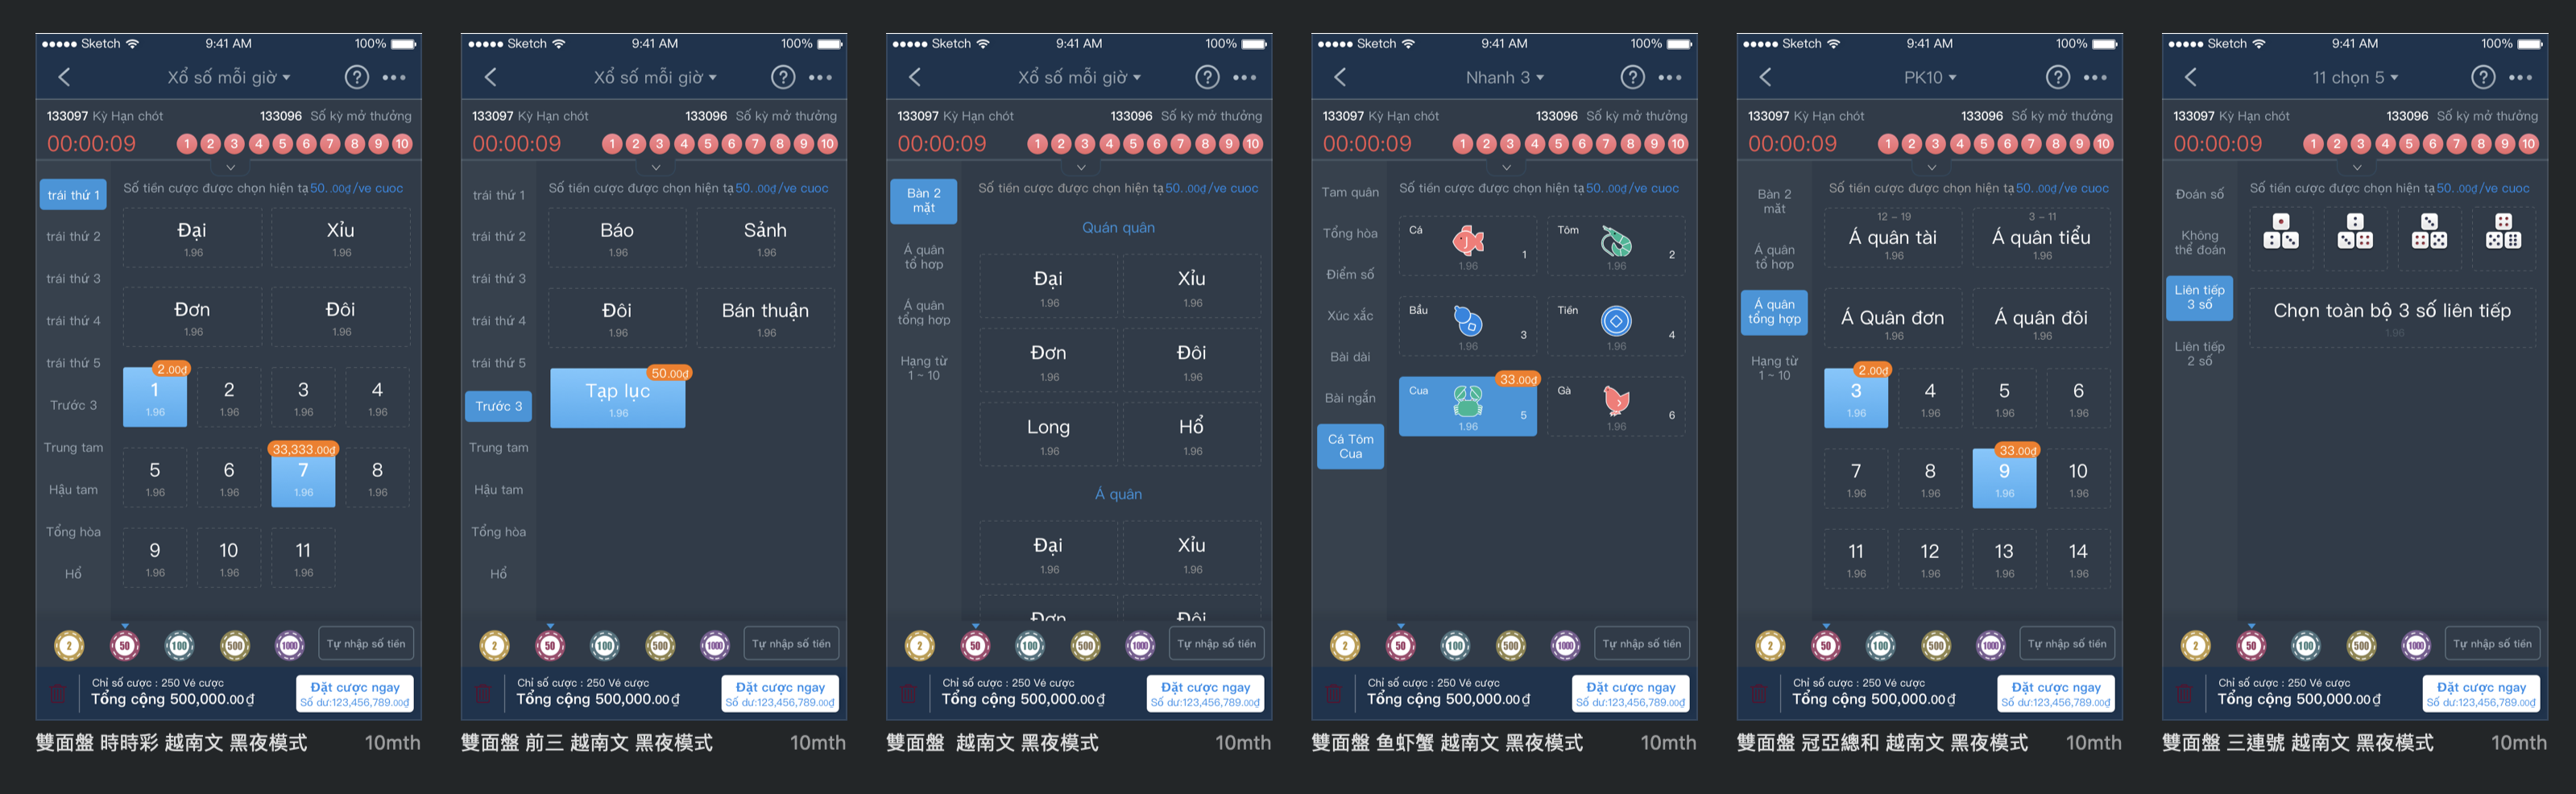 Sketch 9:41 AM 100%
Xổ số mỗi giờ
133097 Kỳ Hạn chót 133096 Số kỳ mở thưởng
00:00:09 1 2 3 4 5 6 7 8 9 10
Số tiền cược được chọn hiện tạ 50. .00₫/ve cuoc
trái thứ 1
trái thứ 2
trái thứ 3
trái thứ 4
trái thứ 5
Trước 3
Trung tam
Hậu tam
Tổng hòa
Hổ
Đại Xỉu
1.96 1.96
Đơn Đôi
1.96 1.96
2.00₫
1 2 3 4
1.96 1.96 1.96 1.96
33,333.00₫
5 6 7 8
1.96 1.96 1.96 1.96
9 10 11
1.96 1.96 1.96
2 50 100 500 1000 Tự nhập số tiền
Chỉ số cược : 250 Vé cược
Tổng cộng 500,000.00₫
Đặt cược ngay
Số dư:123,456,789.00₫
雙面盤 時時彩 越南文 黑夜模式 10mth
Sketch 9:41 AM 100%
Xổ số mỗi giờ
133097 Kỳ Hạn chót 133096 Số kỳ mở thưởng
00:00:09 1 2 3 4 5 6 7 8 9 10
Số tiền cược được chọn hiện tạ 50. .00₫/ve cuoc
trái thứ 1
trái thứ 2
trái thứ 3
trái thứ 4
trái thứ 5
Trước 3
Trung tam
Hậu tam
Tổng hòa
Hổ
Báo Sảnh
1.96 1.96
Đôi Bán thuận
1.96 1.96
50.00₫
Tạp lục
1.96
2 50 100 500 1000 Tự nhập số tiền
Chỉ số cược : 250 Vé cược
Tổng cộng 500,000.00₫
Đặt cược ngay
Số dư:123,456,789.00₫
雙面盤 前三 越南文 黑夜模式 10mth
Sketch 9:41 AM 100%
Xổ số mỗi giờ
133097 Kỳ Hạn chót 133096 Số kỳ mở thưởng
00:00:09 1 2 3 4 5 6 7 8 9 10
Số tiền cược được chọn hiện tạ 50. .00₫/ve cuoc
Bàn 2
mặt
Á quân
tổ hợp
Á quân
tổng hợp
Hạng từ
1 ~ 10
Quán quân
Đại Xỉu
1.96 1.96
Đơn Đôi
1.96 1.96
Long Hổ
1.96 1.96
Á quân
Đại Xỉu
1.96 1.96
Đơn Đôi
2 50 100 500 1000 Tự nhập số tiền
Chỉ số cược : 250 Vé cược
Tổng cộng 500,000.00₫
Đặt cược ngay
Số dư:123,456,789.00₫
雙面盤 越南文 黑夜模式 10mth
Sketch 9:41 AM 100%
Nhanh 3
133097 Kỳ Hạn chót 133096 Số kỳ mở thưởng
00:00:09 1 2 3 4 5 6 7 8 9 10
Số tiền cược được chọn hiện tạ 50. .00₫/ve cuoc
Tam quân
Tổng hòa
Điểm số
Xúc xắc
Bài dài
Bài ngắn
Cá Tôm
Cua
Cá 1 Tôm 2
1.96 1.96
Bầu 3 Tiền 4
1.96 1.96
33.00₫
Cua 5 Gà 6
1.96 1.96
2 50 100 500 1000 Tự nhập số tiền
Chỉ số cược : 250 Vé cược
Tổng cộng 500,000.00₫
Đặt cược ngay
Số dư:123,456,789.00₫
雙面盤 鱼虾蟹 越南文 黑夜模式 10mth
Sketch 9:41 AM 100%
PK10
133097 Kỳ Hạn chót 133096 Số kỳ mở thưởng
00:00:09 1 2 3 4 5 6 7 8 9 10
Số tiền cược được chọn hiện tạ 50. .00₫/ve cuoc
Bàn 2
mặt
Á quân
tổ hợp
Á quân
tổng hợp
Hạng từ
1 ~ 10
12 ~ 19 3 ~ 11
Á quân tài Á quân tiểu
1.96 1.96
Á Quân đơn Á quân đôi
1.96 1.96
2.00₫
3 4 5 6
1.96 1.96 1.96 1.96
33.00₫
7 8 9 10
1.96 1.96 1.96 1.96
11 12 13 14
1.96 1.96 1.96 1.96
2 50 100 500 1000 Tự nhập số tiền
Chỉ số cược : 250 Vé cược
Tổng cộng 500,000.00₫
Đặt cược ngay
Số dư:123,456,789.00₫
雙面盤 冠亞總和 越南文 黑夜模式 10mth
Sketch 9:41 AM 100%
11 chọn 5
133097 Kỳ Hạn chót 133096 Số kỳ mở thưởng
00:00:09 1 2 3 4 5 6 7 8 9 10
Số tiền cược được chọn hiện tạ 50. .00₫/ve cuoc
Đoán số
Không
thể đoán
Liên tiếp
3 số
Liên tiếp
2 số
Chọn toàn bộ 3 số liên tiếp
1.96
2 50 100 500 1000 Tự nhập số tiền
Chỉ số cược : 250 Vé cược
Tổng cộng 500,000.00₫
Đặt cược ngay
Số dư:123,456,789.00₫
雙面盤 三連號 越南文 黑夜模式 10mth